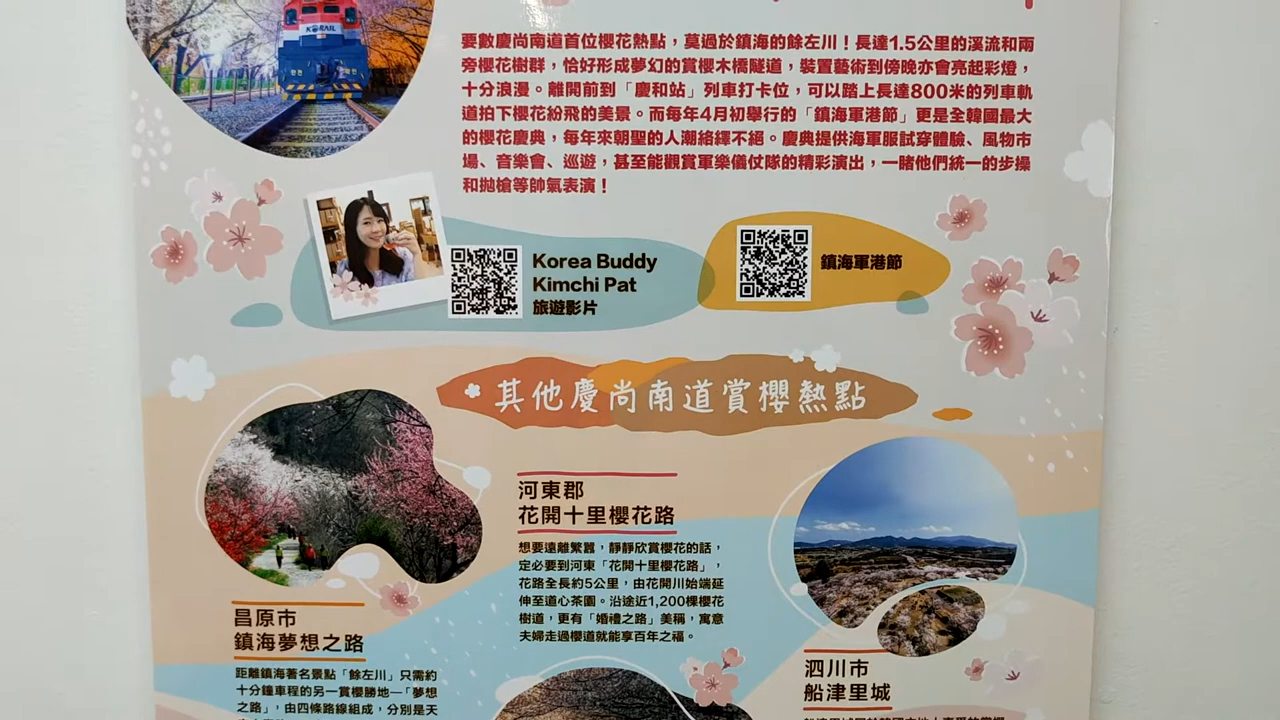 KORAIL
要數慶尚南道首位櫻花熱點，莫過於鎮海的餘左川！長達1.5公里的溪流和兩
旁櫻花樹群，恰好形成夢幻的賞櫻木橋隧道，裝置藝術到傍晚亦會亮起彩燈，
十分浪漫。離開前到「慶和站」列車打卡位，可以踏上長達800米的列車軌
道拍下櫻花紛飛的美景。而每年4月初舉行的「鎮海軍港節」更是全韓國最大
的櫻花慶典，每年來朝聖的人潮絡繹不絕。慶典提供海軍服試穿體驗、風物市
場、音樂會、巡遊，甚至能觀賞軍樂儀仗隊的精彩演出，一睹他們統一的步操
和拋槍等帥氣表演！
Korea Buddy
Kimchi Pat
旅遊影片
鎮海軍港節
其他慶尚南道賞櫻熱點
河東郡
花開十里櫻花路
想要遠離繁囂，靜靜欣賞櫻花的話，
定必要到河東「花開十里櫻花路」，
花路全長約5公里，由花開川始端延
伸至道心茶園。沿途近1,200棵櫻花
樹道，更有「婚禮之路」美稱，寓意
夫婦走過櫻道就能享百年之福。
昌原市
鎮海夢想之路
距離鎮海著名景點「餘左川」只需約
十分鐘車程的另一賞櫻勝地—「夢想
之路」，由四條路線組成，分別是天
泗川市
船津里城